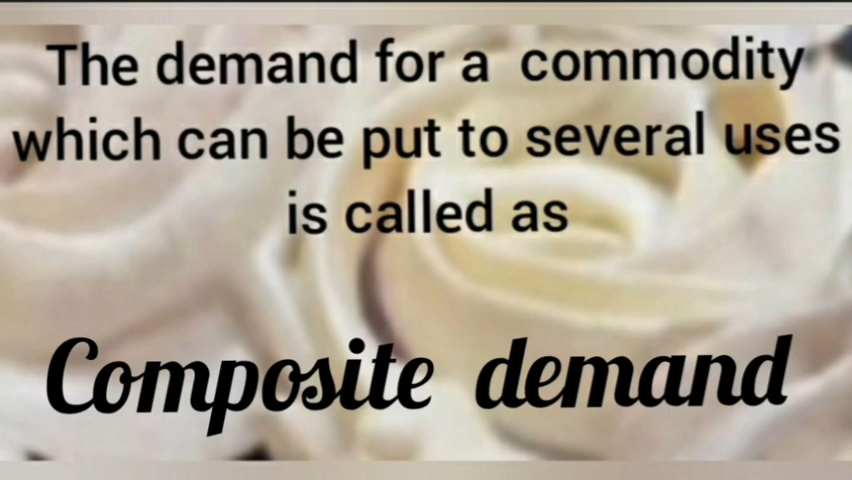 The demand for a commodity
which can be put to several uses
is called as
Composite demand